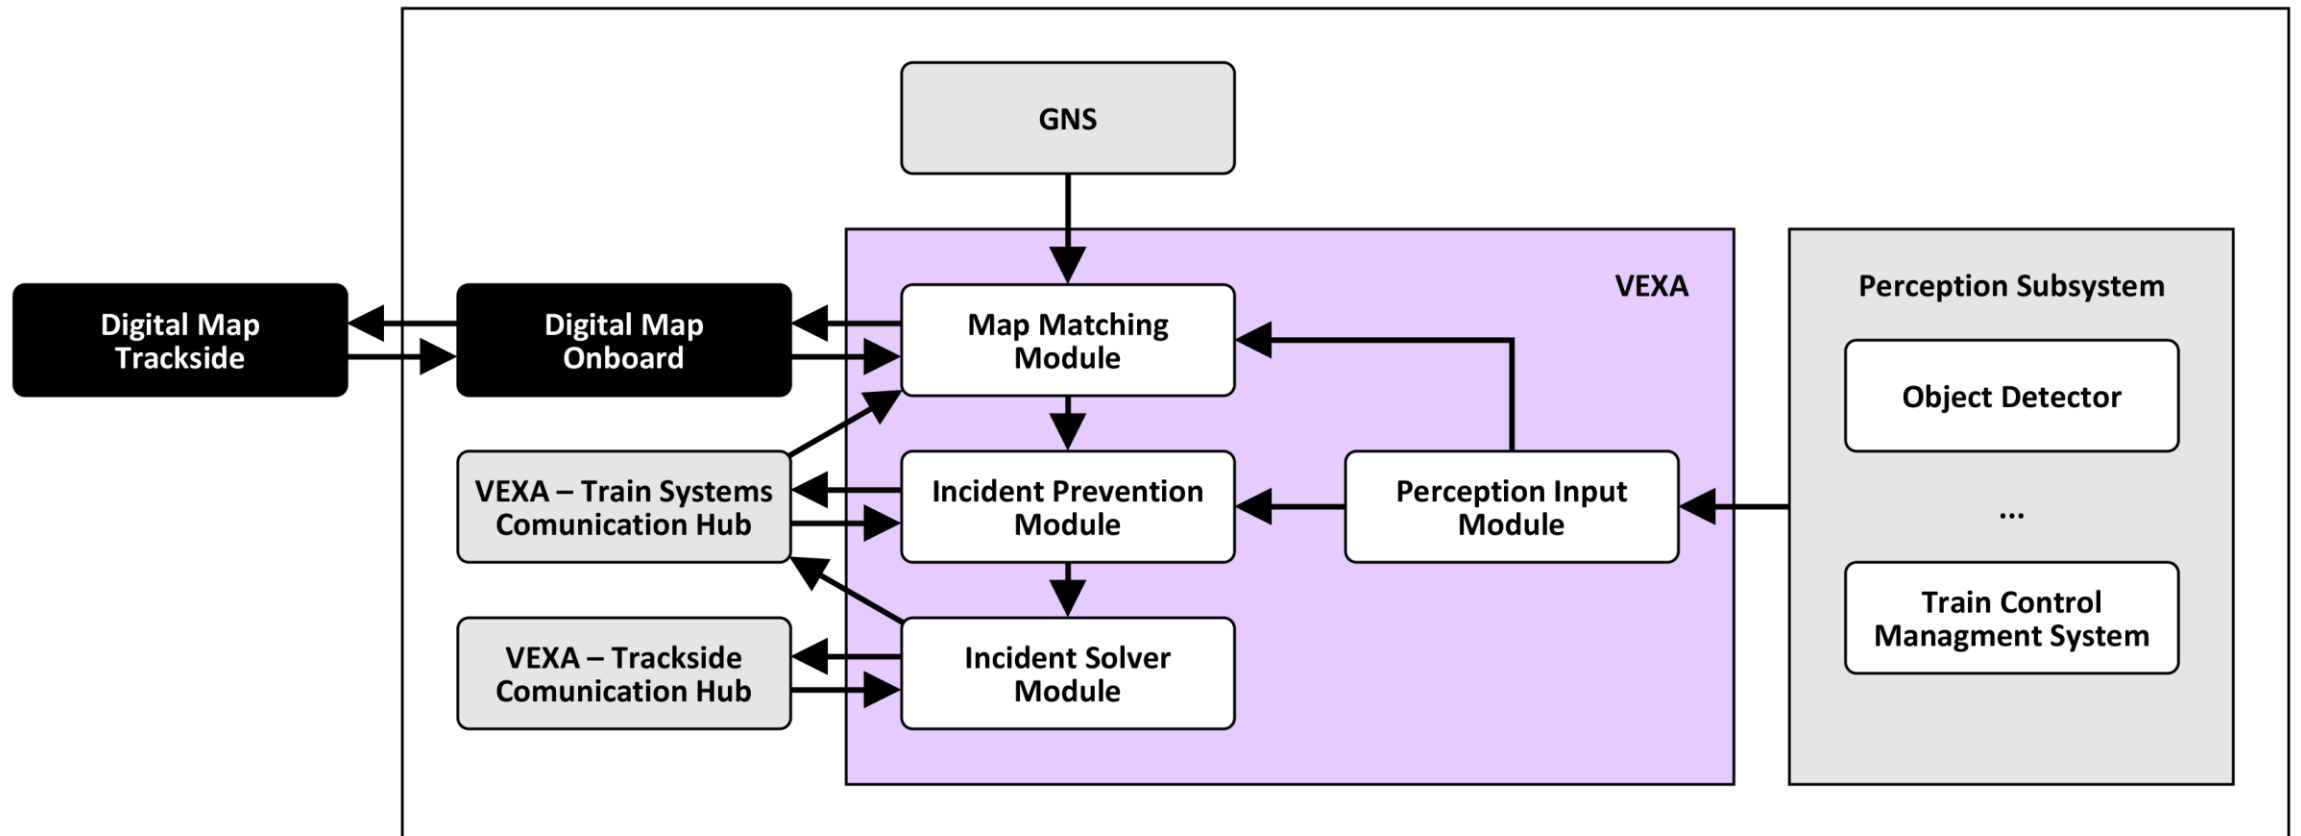 GNS
VEXA
Perception Subsystem
Digital Map
Trackside
Digital Map
Onboard
Map Matching
Module
Object Detector
VEXA – Train Systems
Comunication Hub
Incident Prevention
Module
Perception Input
Module
...
Train Control
Managment System
VEXA – Trackside
Comunication Hub
Incident Solver
Module